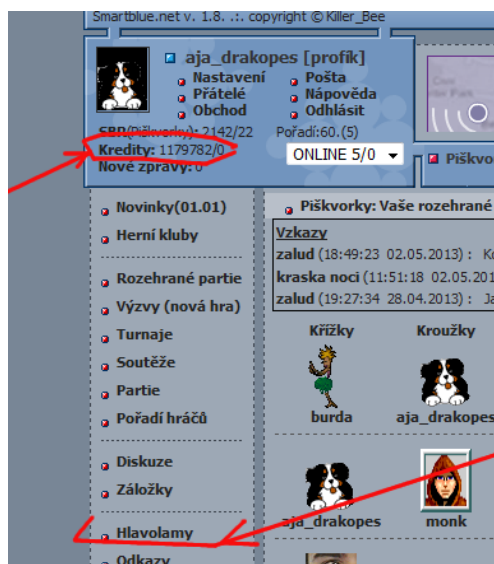 Smartblue.net v. 1.8. .:. copyright © Killer_Bee
aja_drakopes [profík]
Nastavení Pošta
Přátelé Nápověda
Obchod Odhlásit
SBP(Piškvorky): 2142/22 Pořadí:60.(5)
Kredity: 1179782/0
ONLINE 5/0
Nové zprávy: 0
Piškvo
Novinky(01.01)
Herní kluby
Rozehrané partie
Výzvy (nová hra)
Turnaje
Soutěže
Partie
Pořadí hráčů
Diskuze
Záložky
Hlavolamy
Odkazy
Piškvorky: Vaše rozehrané
Vzkazy
zalud (18:49:23 02.05.2013) : Ko
kraska noci (11:51:18 02.05.201
zalud (19:27:34 28.04.2013) : Ja
Křížky Kroužky
burda aja_drakopes
aja_drakopes monk